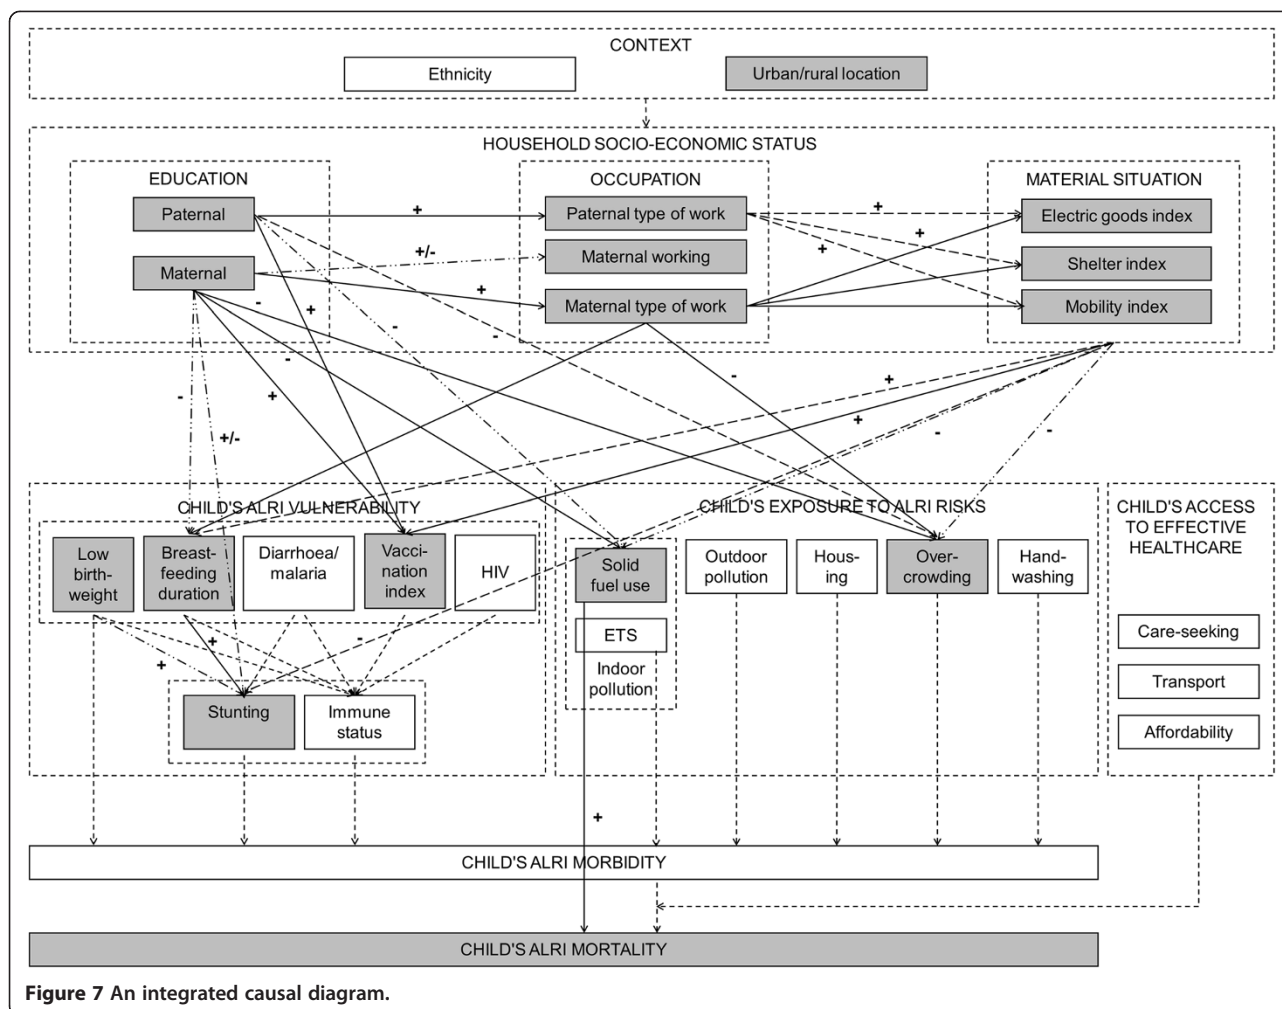 CONTEXT
Ethnicity
Urban/rural location
HOUSEHOLD SOCIO-ECONOMIC STATUS
EDUCATION
OCCUPATION
MATERIAL SITUATION
Paternal
+
Paternal type of work
+
Electric goods index
+
+/-
Maternal working
+
Maternal
Shelter index
+
Maternal type of work
Mobility index
-
+
-
-
-
-
+
-
+
-
+
+
-
-
+/-
CHILD'S ALRI VULNERABILITY
CHILD'S EXPOSURE TO ALRI RISKS
CHILD'S ACCESS
TO EFFECTIVE
HEALTHCARE
Low
birth-
weight
Breast-
feeding
duration
Diarrhoea/
malaria
Vacci-
nation
index
HIV
Solid
fuel use
Outdoor
pollution
Hous-
ing
Over-
crowding
Hand-
washing
ETS
Indoor
pollution
Care-seeking
Transport
Affordability
+
+
-
Stunting
Immune
status
+
CHILD'S ALRI MORBIDITY
CHILD'S ALRI MORTALITY
Figure 7 An integrated causal diagram.